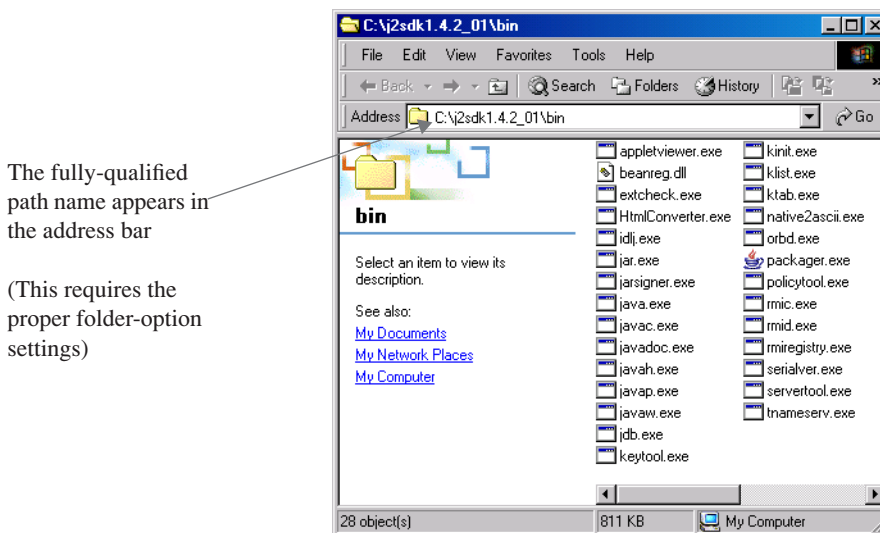 C:\j2sdk1.4.2_01\bin
File Edit View Favorites Tools Help
Back Search Folders History »
Address C:\j2sdk1.4.2_01\bin Go
The fully-qualified
path name appears in
the address bar
(This requires the
proper folder-option
settings)
bin
Select an item to view its
description.
See also:
My Documents
My Network Places
My Computer
appletviewer.exe
beanreg.dll
extcheck.exe
HtmlConverter.exe
idlj.exe
jar.exe
jarsigner.exe
java.exe
javac.exe
javadoc.exe
javah.exe
javap.exe
javaw.exe
jdb.exe
keytool.exe
kinit.exe
klist.exe
ktab.exe
native2ascii.exe
orbd.exe
packager.exe
policytool.exe
rmic.exe
rmid.exe
rmiregistry.exe
serialver.exe
servertool.exe
tnameserv.exe
28 object(s) 811 KB My Computer